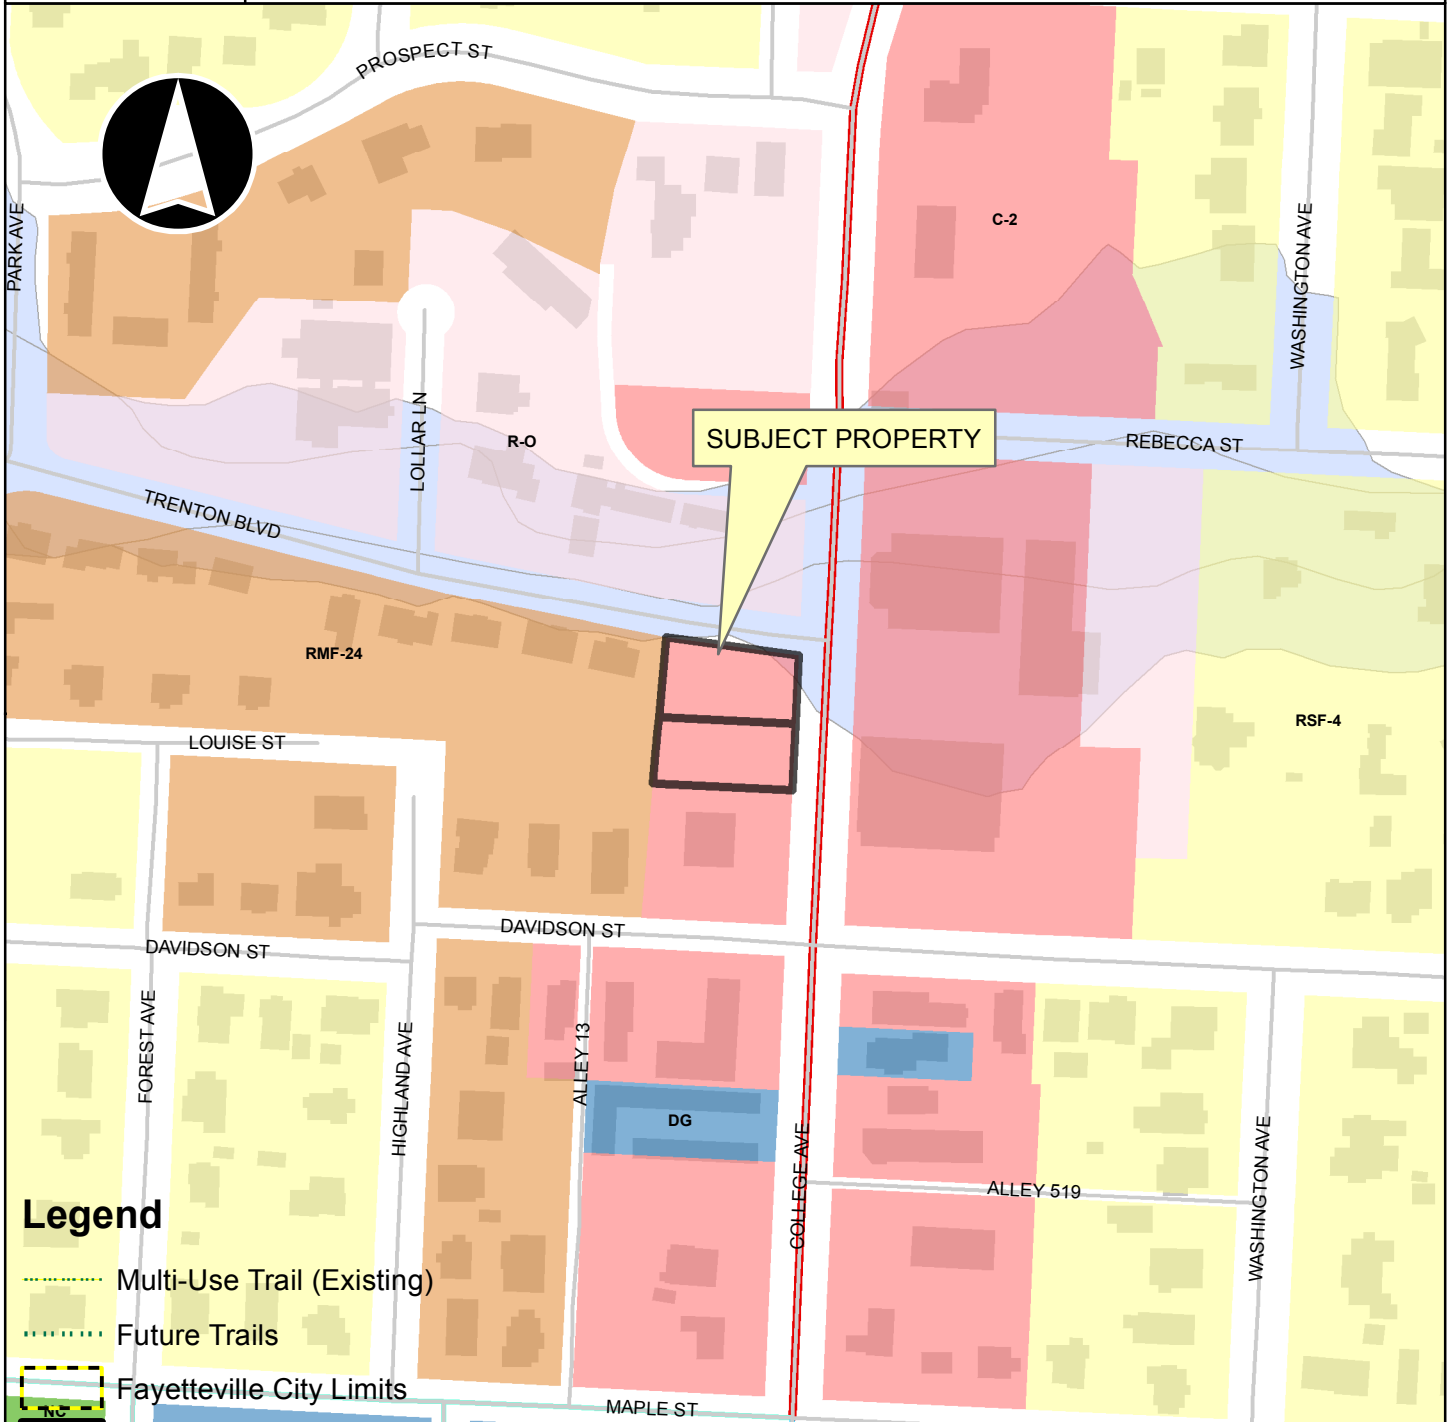 PROSPECT ST
C-2
PARK AVE
WASHINGTON AVE
LOLLAR LN
R-O
SUBJECT PROPERTY
REBECCA ST
TRENTON BLVD
RMF-24
RSF-4
LOUISE ST
DAVIDSON ST
DAVIDSON ST
FOREST AVE
HIGHLAND AVE
ALLEY 13
DG
COLLEGE AVE
ALLEY 519
WASHINGTON AVE
Legend
Multi-Use Trail (Existing)
Future Trails
Fayetteville City Limits
NC
MAPLE ST